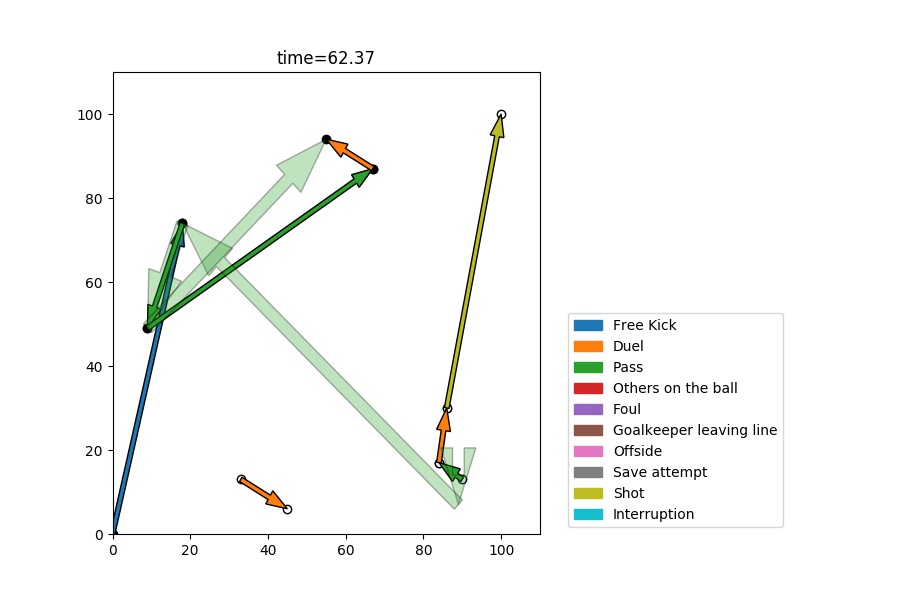 time=62.37
100
80
60
40
20
0
0 20 40 60 80 100
Free Kick
Duel
Pass
Others on the ball
Foul
Goalkeeper leaving line
Offside
Save attempt
Shot
Interruption